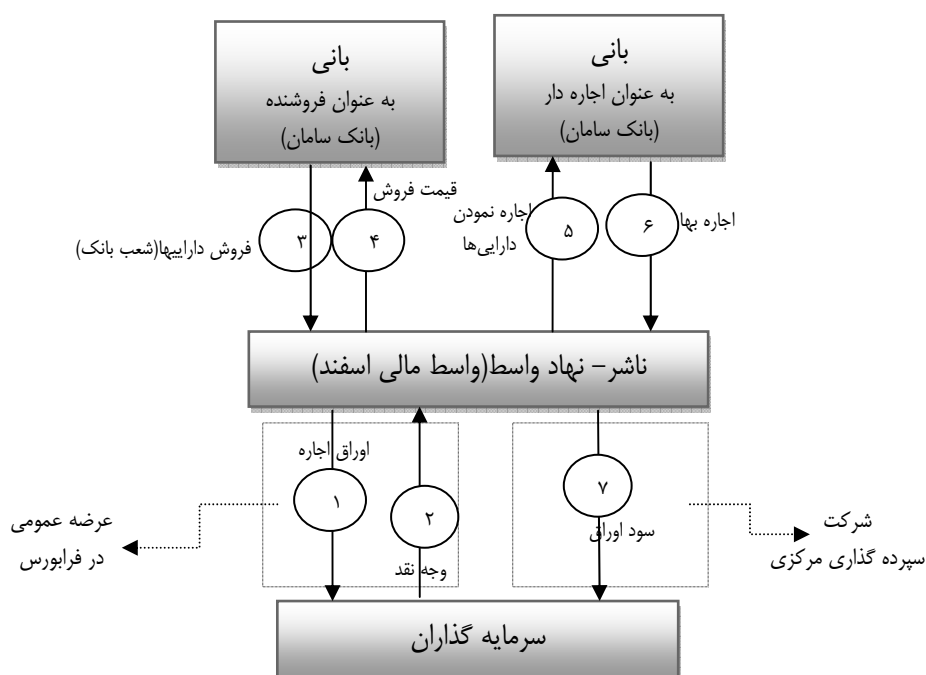 بانی
به عنوان فروشنده
(بانک سامان)
بانی
به عنوان اجاره دار
(بانک سامان)
قیمت فروش
فروش داراییها(شعب بانک)
۳
۴
اجاره نمودن
دارایی‌ها
۵
۶
اجاره بها
ناشر– نهاد واسط(واسط مالی اسفند)
اوراق اجاره
۱
۲
وجه نقد
۷
سود اوراق
عرضه عمومی
در فرابورس
شرکت
سپرده گذاری مرکزی
سرمایه گذاران